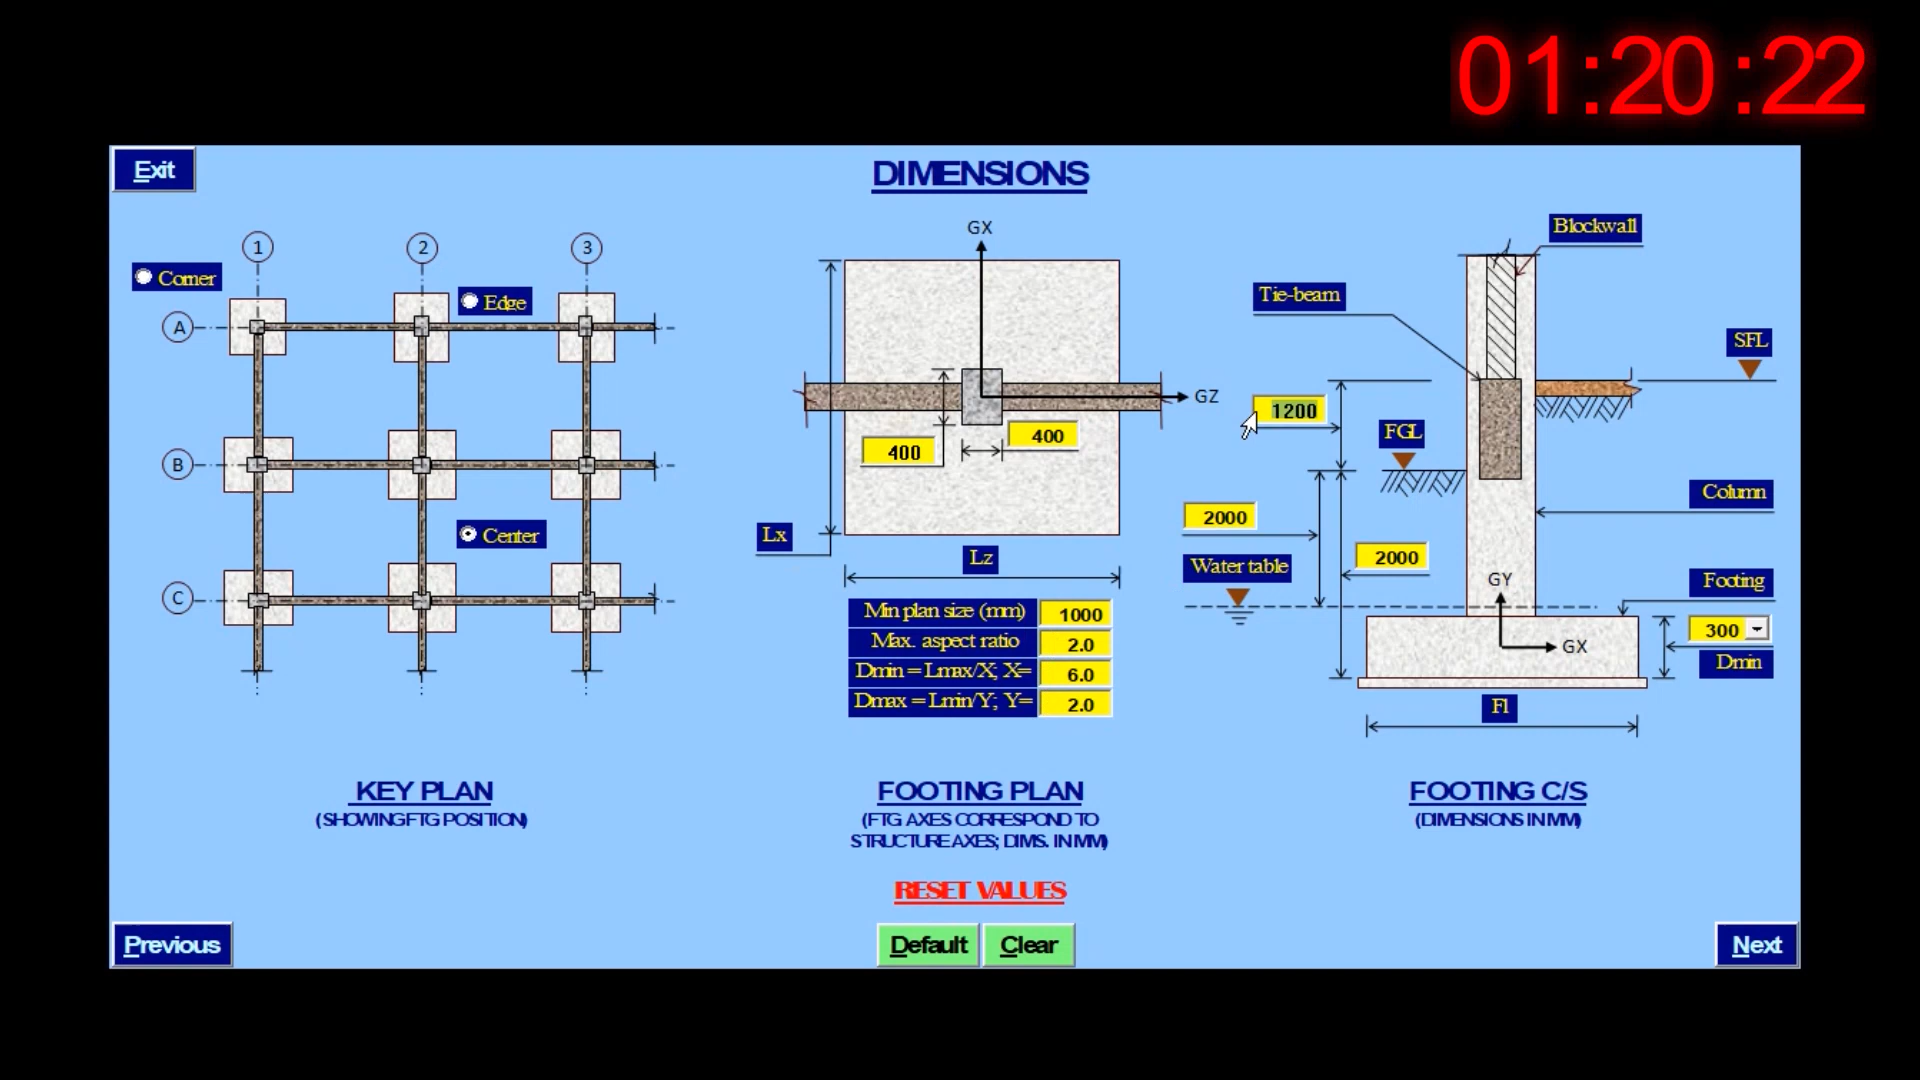 01:20:22
Exit
DIMENSIONS
1
2
3
Corner
Edge
A
B
Center
C
GX
GZ
400
400
Lx
Lz
Min plan size (mm) 1000
Max. aspect ratio 2.0
Dmin = Lmax/X; X= 6.0
Dmax = Lmin/Y; Y= 2.0
Blockwall
Tie-beam
SFL
1200
FGL
Column
2000
2000
Water table
GY
Footing
GX
300
Dmin
Fl
KEY PLAN
(SHOWING FTG POSITION)
FOOTING PLAN
(FTG AXES CORRESPOND TO
STRUCTURE AXES; DIMS. IN MM)
FOOTING C/S
(DIMENSIONS IN MM)
RESET VALUES
Previous
Default
Clear
Next